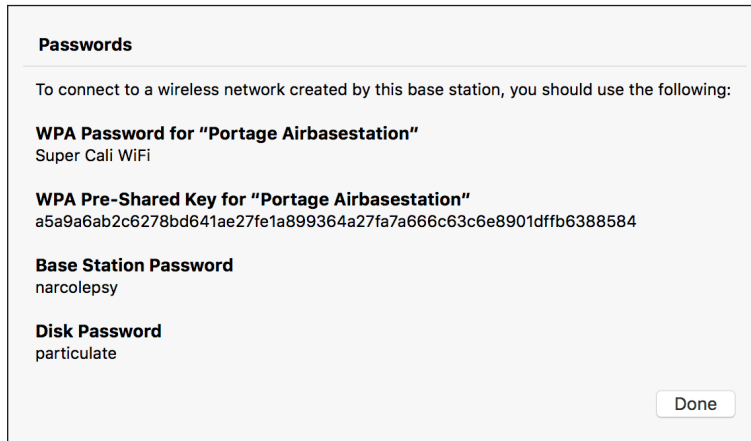 Passwords
To connect to a wireless network created by this base station, you should use the following:
WPA Password for “Portage Airbasestation”
Super Cali WiFi
WPA Pre-Shared Key for “Portage Airbasestation”
a5a9a6ab2c6278bd641ae27fe1a899364a27fa7a666c63c6e8901dffb6388584
Base Station Password
narcolepsy
Disk Password
particulate
Done